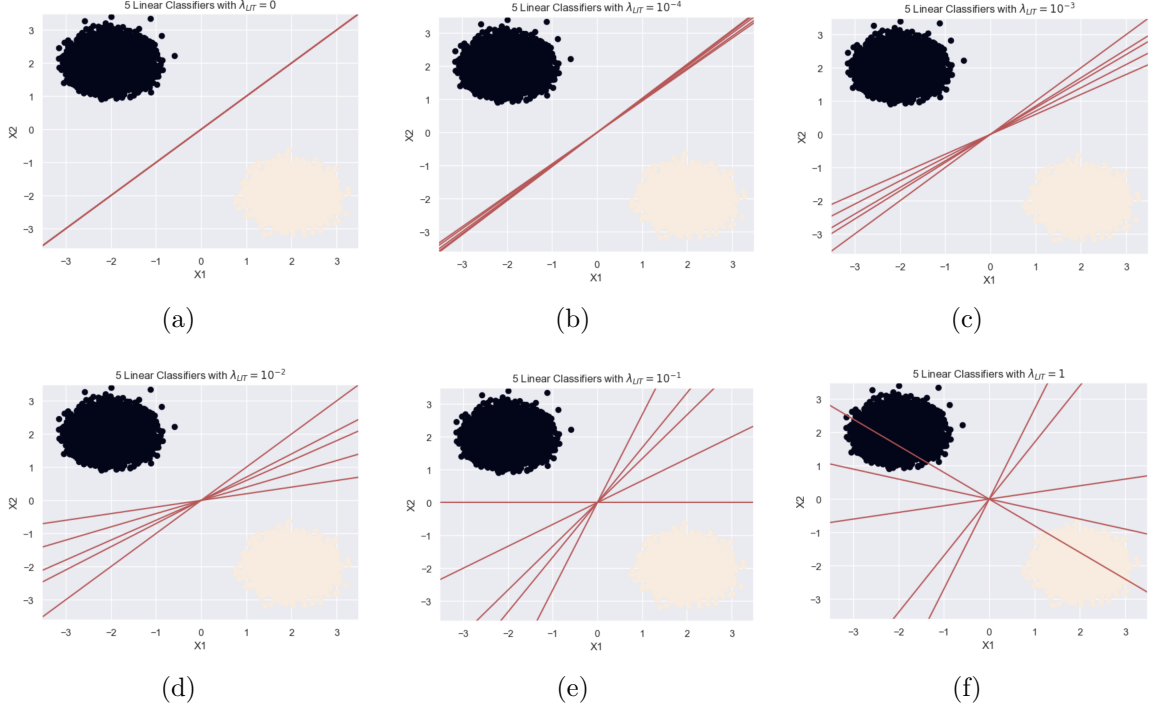 5 Linear Classifiers with λ_LIT = 0
3
2
1
0
−1
−2
−3
X2
−3 −2 −1 0 1 2 3
X1
(a)
5 Linear Classifiers with λ_LIT = 10⁻⁴
3
2
1
0
−1
−2
−3
X2
−3 −2 −1 0 1 2 3
X1
(b)
5 Linear Classifiers with λ_LIT = 10⁻³
3
2
1
0
−1
−2
−3
X2
−3 −2 −1 0 1 2 3
X1
(c)
5 Linear Classifiers with λ_LIT = 10⁻²
3
2
1
0
−1
−2
−3
X2
−3 −2 −1 0 1 2 3
X1
(d)
5 Linear Classifiers with λ_LIT = 10⁻¹
3
2
1
0
−1
−2
−3
X2
−3 −2 −1 0 1 2 3
X1
(e)
5 Linear Classifiers with λ_LIT = 1
3
2
1
0
−1
−2
−3
X2
−3 −2 −1 0 1 2 3
X1
(f)